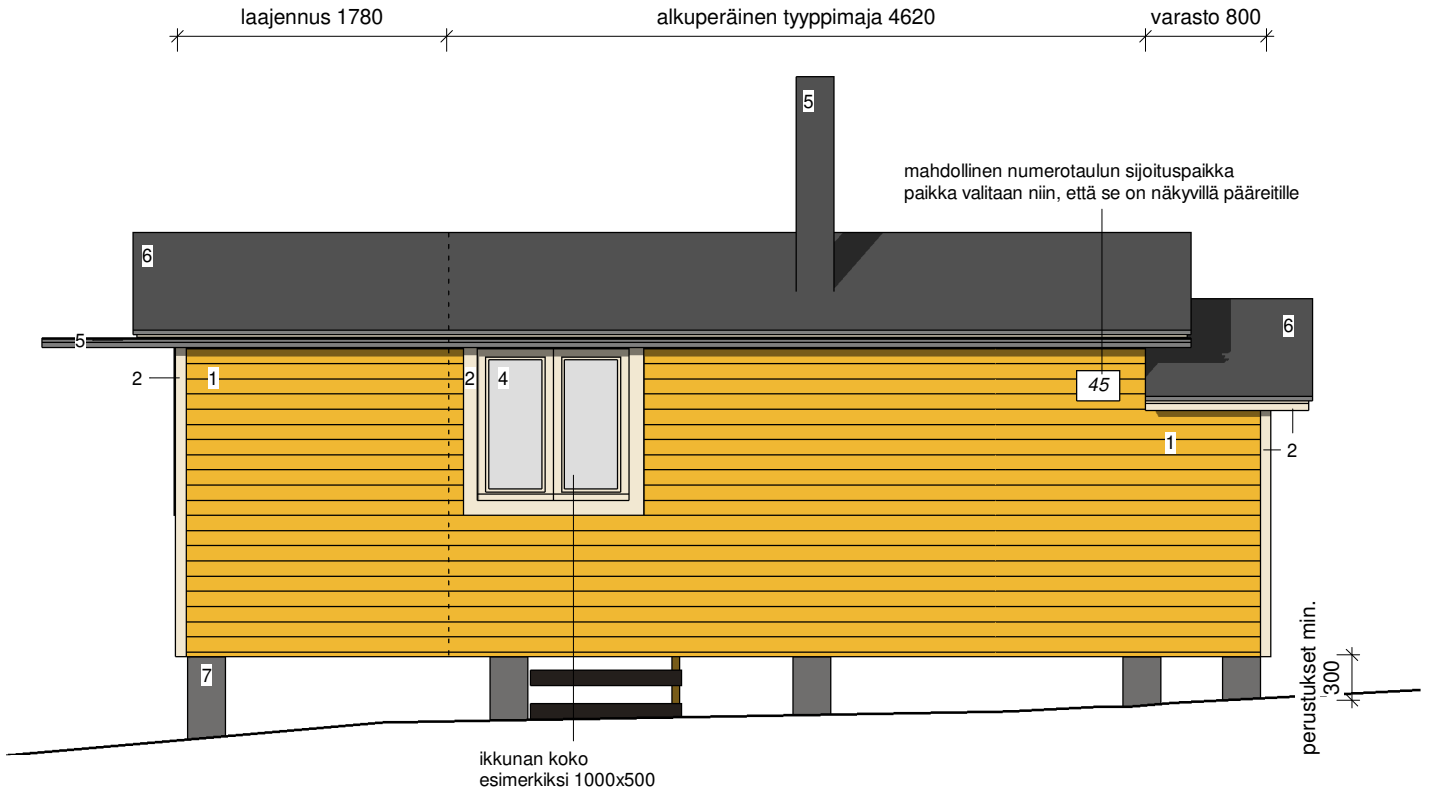 laajennus 1780
alkuperäinen tyyppimaja 4620
varasto 800
5
mahdollinen numerotaulun sijoituspaikka
paikka valitaan niin, että se on näkyvillä pääreitille
6
6
5
2
1
2
4
45
1
2
2
7
perustukset min.
300
ikkunan koko
esimerkiksi 1000x500